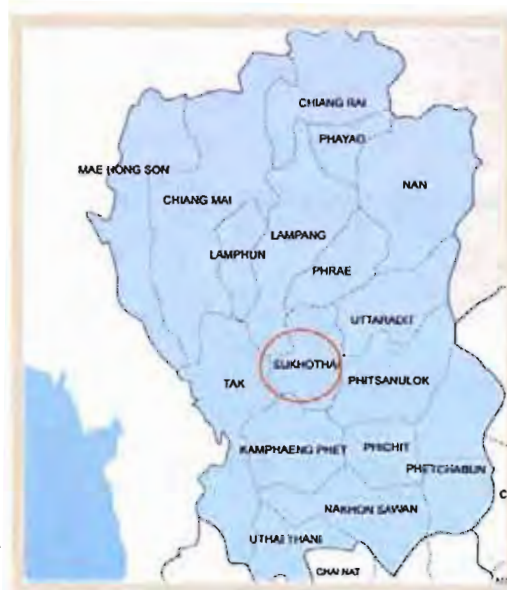 CHIANG RAI
PHAYAO
MAE HONG SON
NAN
CHIANG MAI
LAMPANG
LAMPHUN
PHRAE
UTTARADIT
SUKHOTHAI
TAK
PHITSANULOK
KAMPHAENG PHET
PHICHIT
PHETCHABUN
NAKHON SAWAN
UTHAI THANI
CHAI NAT